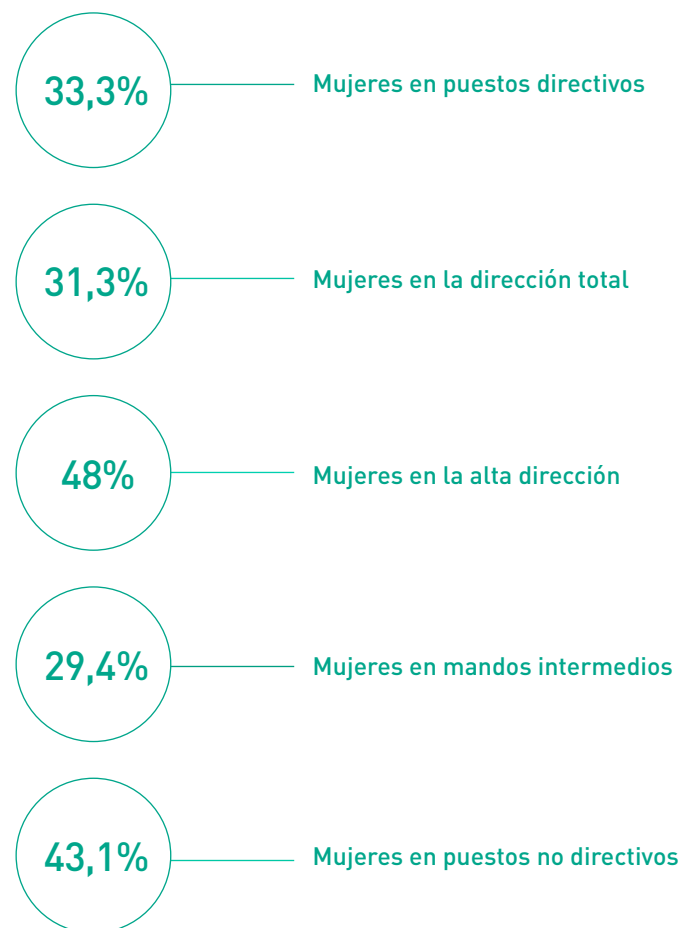 33,3% Mujeres en puestos directivos
31,3% Mujeres en la dirección total
48% Mujeres en la alta dirección
29,4% Mujeres en mandos intermedios
43,1% Mujeres en puestos no directivos